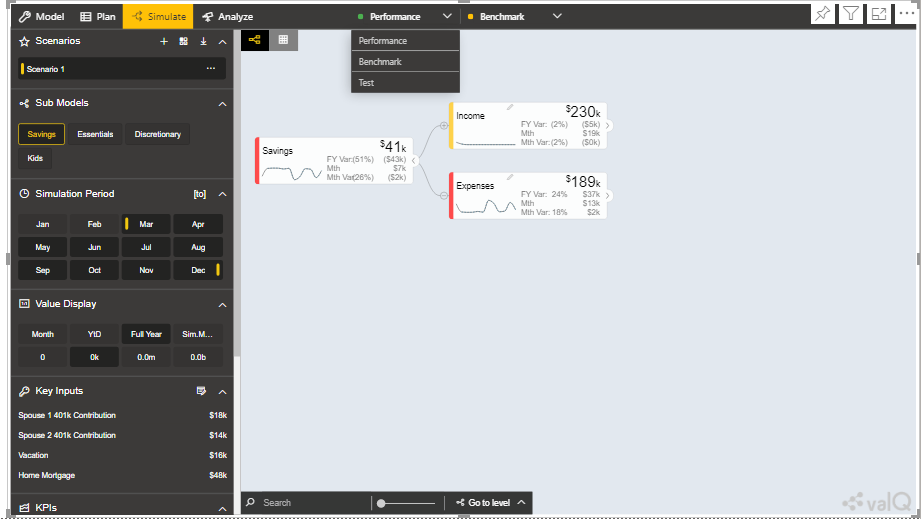 Model Plan Simulate Analyze Performance Benchmark ...
Scenarios
Scenario 1 ...
Performance
Benchmark
Test
Sub Models
Savings Essentials Discretionary
Kids
Simulation Period [to]
Jan Feb Mar Apr
May Jun Jul Aug
Sep Oct Nov Dec
Value Display
Month YtD Full Year Sim.M...
0 0k 0.0m 0.0b
Key Inputs
Spouse 1 401k Contribution $18k
Spouse 2 401k Contribution $14k
Vacation $16k
Home Mortgage $48k
KPIs
Savings $41k
FY Var:(51%) ($43k)
Mth $7k
Mth Var(26%) ($2k)
Income $230k
FY Var: (2%) ($5k)
Mth $19k
Mth Var:(2%) ($0k)
Expenses $189k
FY Var: 24% $37k
Mth $13k
Mth Var: 18% $2k
Search Go to level
valQ